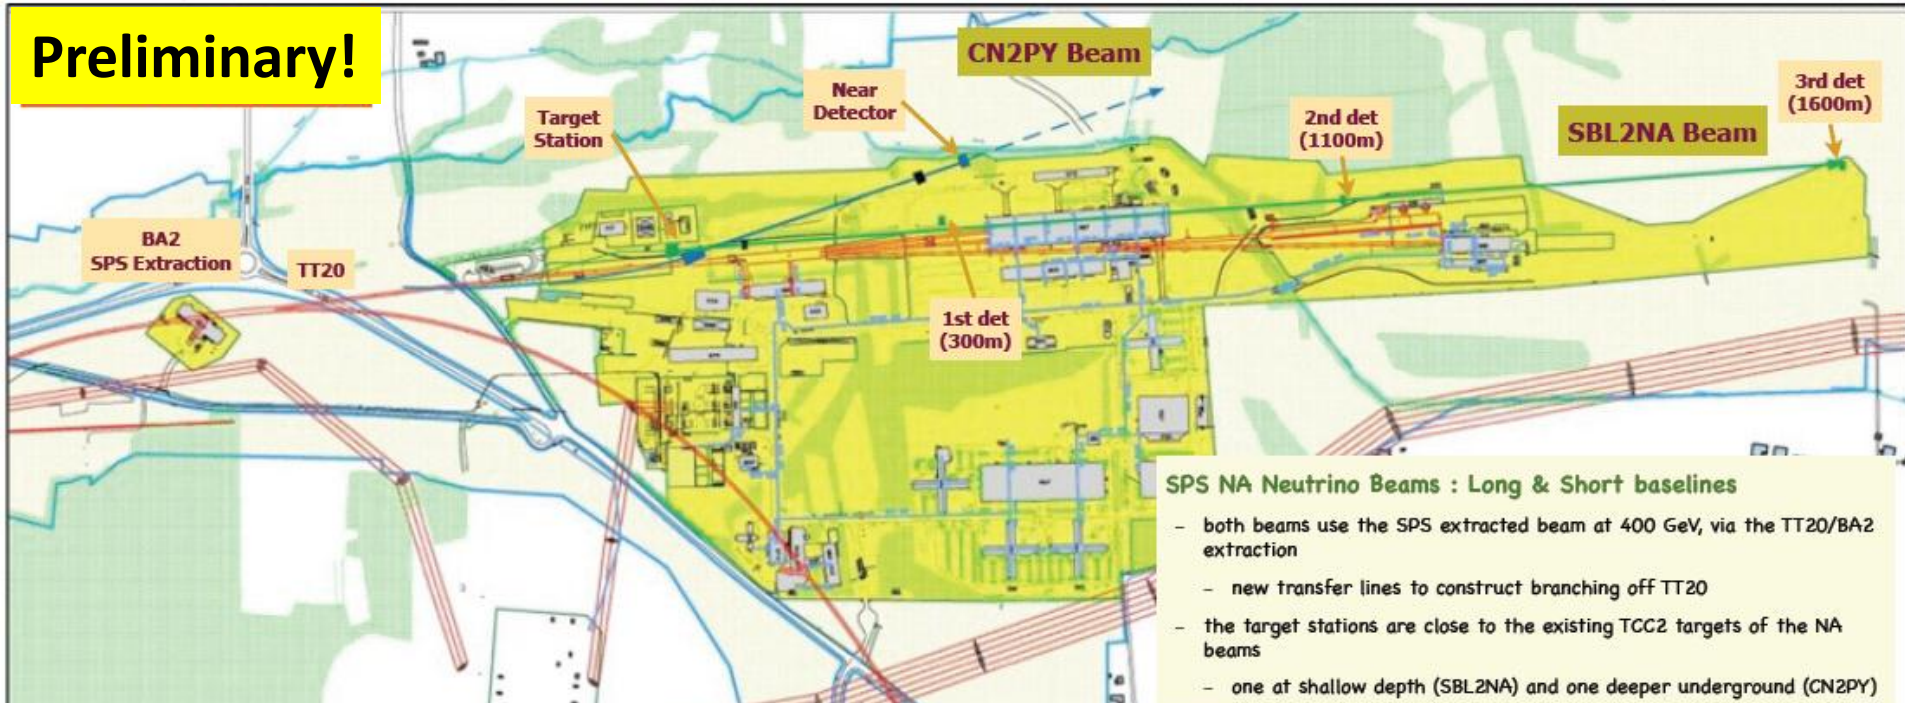 Preliminary!
CN2PY Beam
Near
Detector
3rd det
(1600m)
Target
Station
2nd det
(1100m)
SBL2NA Beam
BA2
SPS Extraction
TT20
1st det
(300m)
SPS NA Neutrino Beams : Long & Short baselines
- both beams use the SPS extracted beam at 400 GeV, via the TT20/BA2
extraction
- new transfer lines to construct branching off TT20
- the target stations are close to the existing TCC2 targets of the NA
beams
- one at shallow depth (SBL2NA) and one deeper underground (CN2PY)